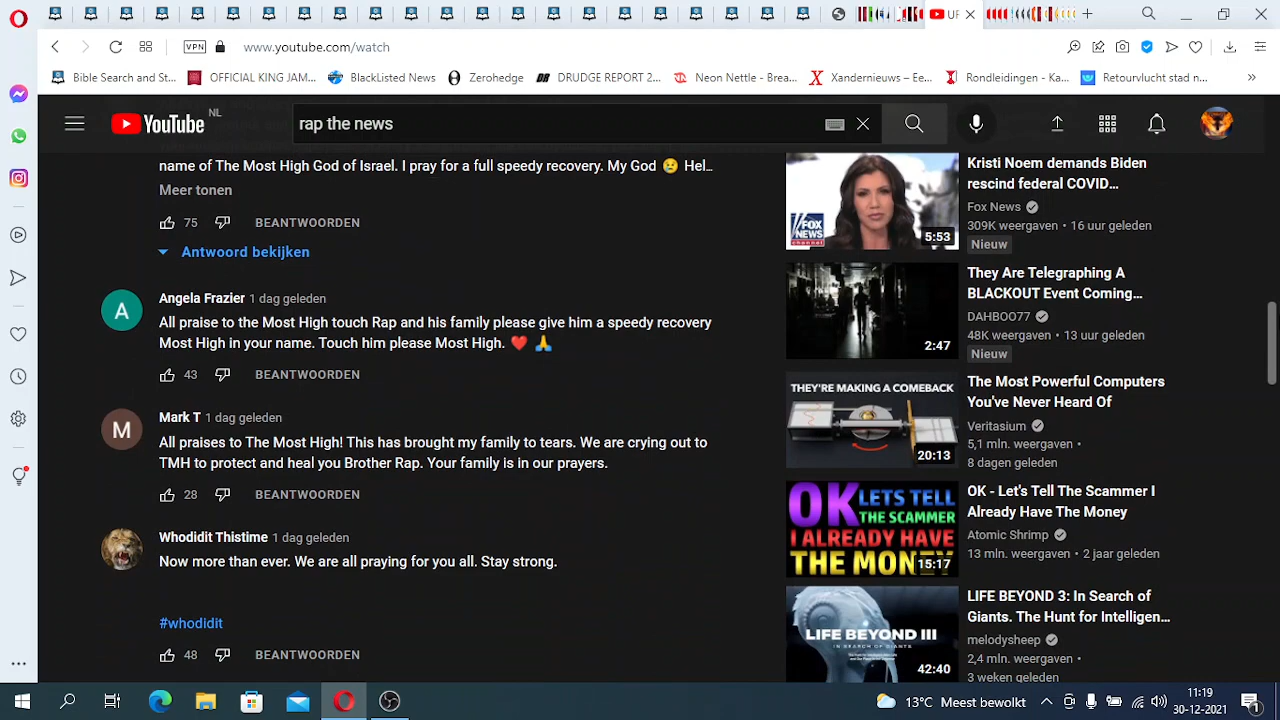 UF
www.youtube.com/watch
VPN
Bible Search and St...
OFFICIAL KING JAM...
BlackListed News
Zerohedge
DRUDGE REPORT 2...
Neon Nettle - Brea...
Xandernieuws – Ee...
Rondleidingen - Ka...
Retourvlucht stad n...
»
YouTube NL
rap the news
name of The Most High God of Israel. I pray for a full speedy recovery. My God 😢 Hel...
Meer tonen
75 BEANTWOORDEN
Antwoord bekijken
A
Angela Frazier 1 dag geleden
All praise to the Most High touch Rap and his family please give him a speedy recovery
Most High in your name. Touch him please Most High. ❤️ 🙏
43 BEANTWOORDEN
M
Mark T 1 dag geleden
All praises to The Most High! This has brought my family to tears. We are crying out to
TMH to protect and heal you Brother Rap. Your family is in our prayers.
28 BEANTWOORDEN
Whodidit Thistime 1 dag geleden
Now more than ever. We are all praying for you all. Stay strong.
#whodidit
48 BEANTWOORDEN
FOX
NEWS
channel
5:53
Kristi Noem demands Biden
rescind federal COVID...
Fox News
309K weergaven • 16 uur geleden
Nieuw
2:47
They Are Telegraphing A
BLACKOUT Event Coming...
DAHBOO77
48K weergaven • 13 uur geleden
Nieuw
THEY'RE MAKING A COMEBACK
20:13
The Most Powerful Computers
You've Never Heard Of
Veritasium
5,1 mln. weergaven •
8 dagen geleden
OK LETS TELL
THE SCAMMER
I ALREADY HAVE
THE MONEY
15:17
OK - Let's Tell The Scammer I
Already Have The Money
Atomic Shrimp
13 mln. weergaven • 2 jaar geleden
LIFE BEYOND III
IN SEARCH OF GIANTS
42:40
LIFE BEYOND 3: In Search of
Giants. The Hunt for Intelligen...
melodysheep
2,4 mln. weergaven •
3 weken geleden
13°C Meest bewolkt
11:19
30-12-2021
1